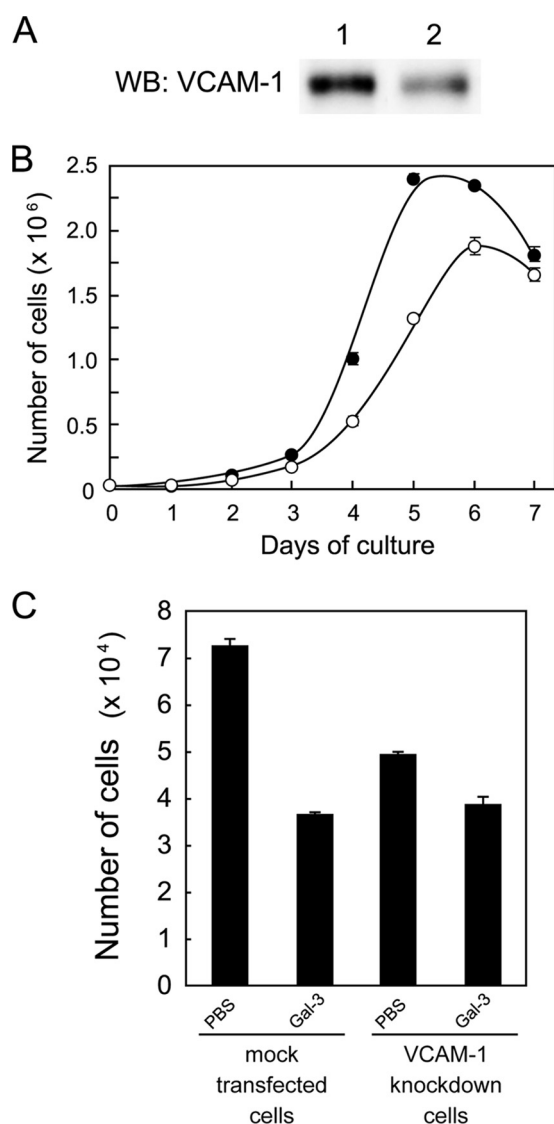 A
1 2
WB: VCAM-1
B
Number of cells (x 10⁶)
2.5
2.0
1.5
1.0
0.5
0
0 1 2 3 4 5 6 7
Days of culture
C
Number of cells (x 10⁴)
8
7
6
5
4
3
2
1
0
PBS Gal-3 PBS Gal-3
mock
transfected
cells
VCAM-1
knockdown
cells